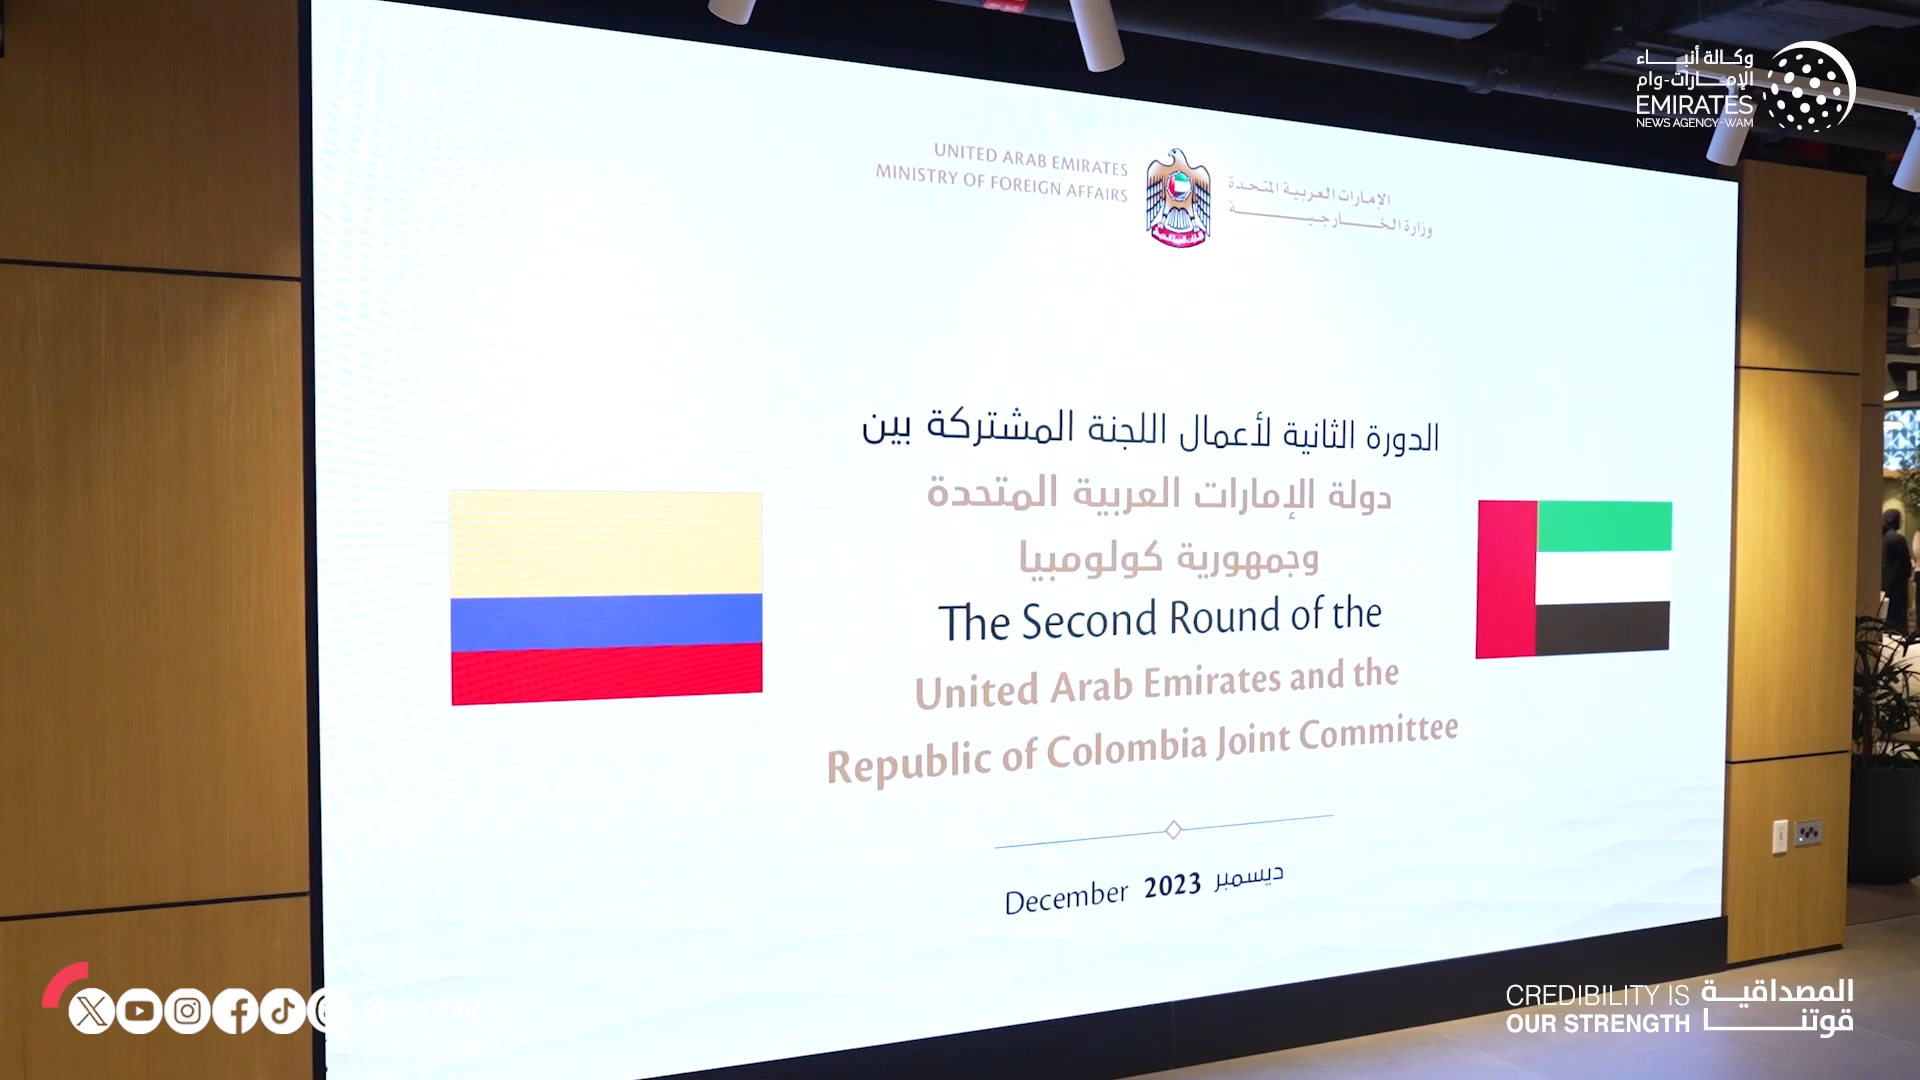 وكالة أنباء
الإمارات-وام
EMIRATES
NEWS AGENCY-WAM
UNITED ARAB EMIRATES
MINISTRY OF FOREIGN AFFAIRS
الإمارات العربية المتحدة
وزارة الخارجية
الدورة الثانية لأعمال اللجنة المشتركة بين
دولة الإمارات العربية المتحدة
وجمهورية كولومبيا
The Second Round of the
United Arab Emirates and the
Republic of Colombia Joint Committee
December 2023 ديسمبر
@wamnews
CREDIBILITY IS
OUR STRENGTH
المصداقية
قوتنا